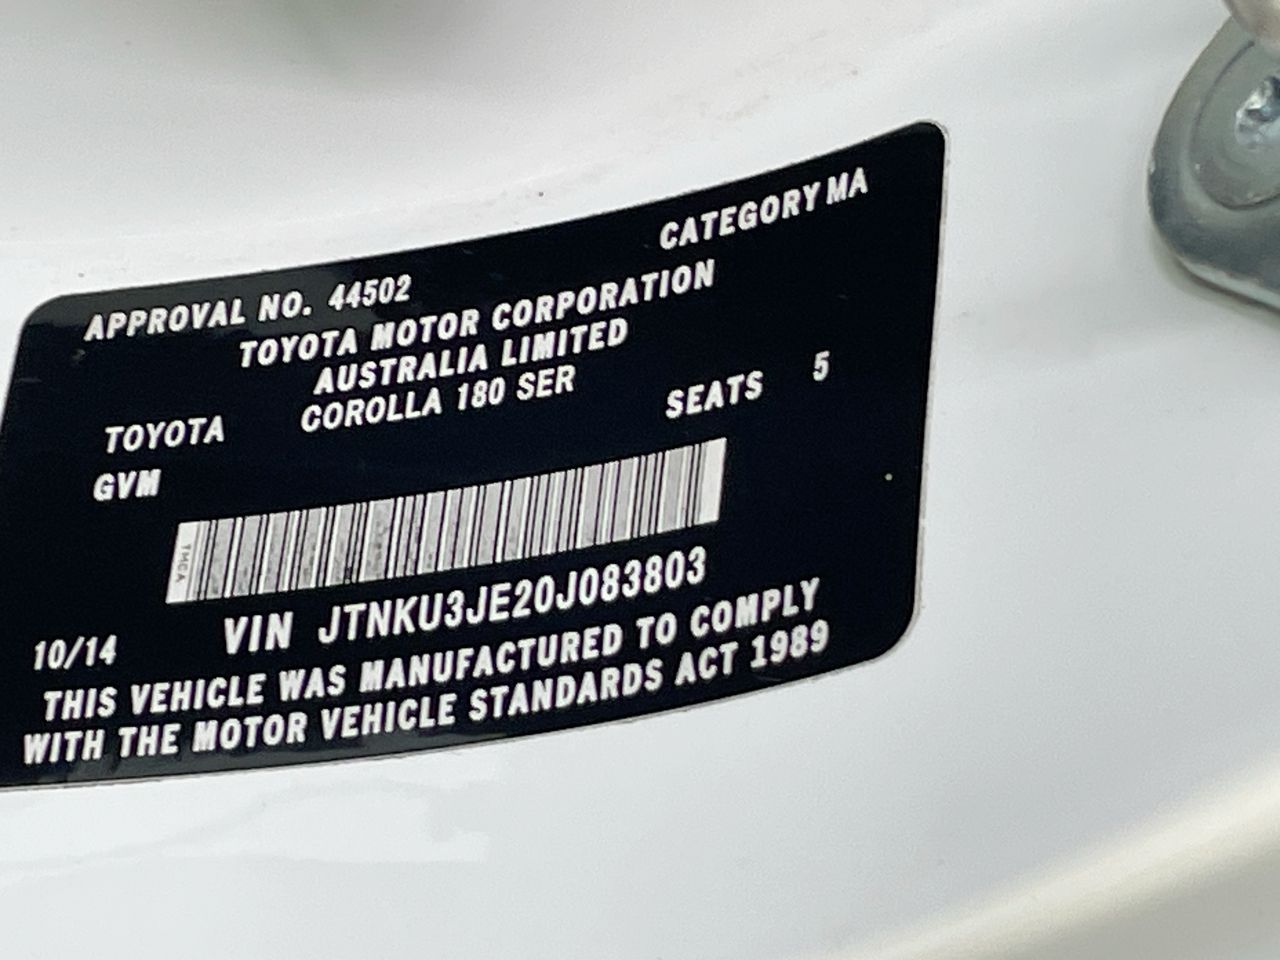 APPROVAL NO. 44502 CATEGORY MA
TOYOTA MOTOR CORPORATION
AUSTRALIA LIMITED
TOYOTA COROLLA 180 SER SEATS 5
GVM
TMCA
10/14 VIN JTNKU3JE20J083803
THIS VEHICLE WAS MANUFACTURED TO COMPLY
WITH THE MOTOR VEHICLE STANDARDS ACT 1989